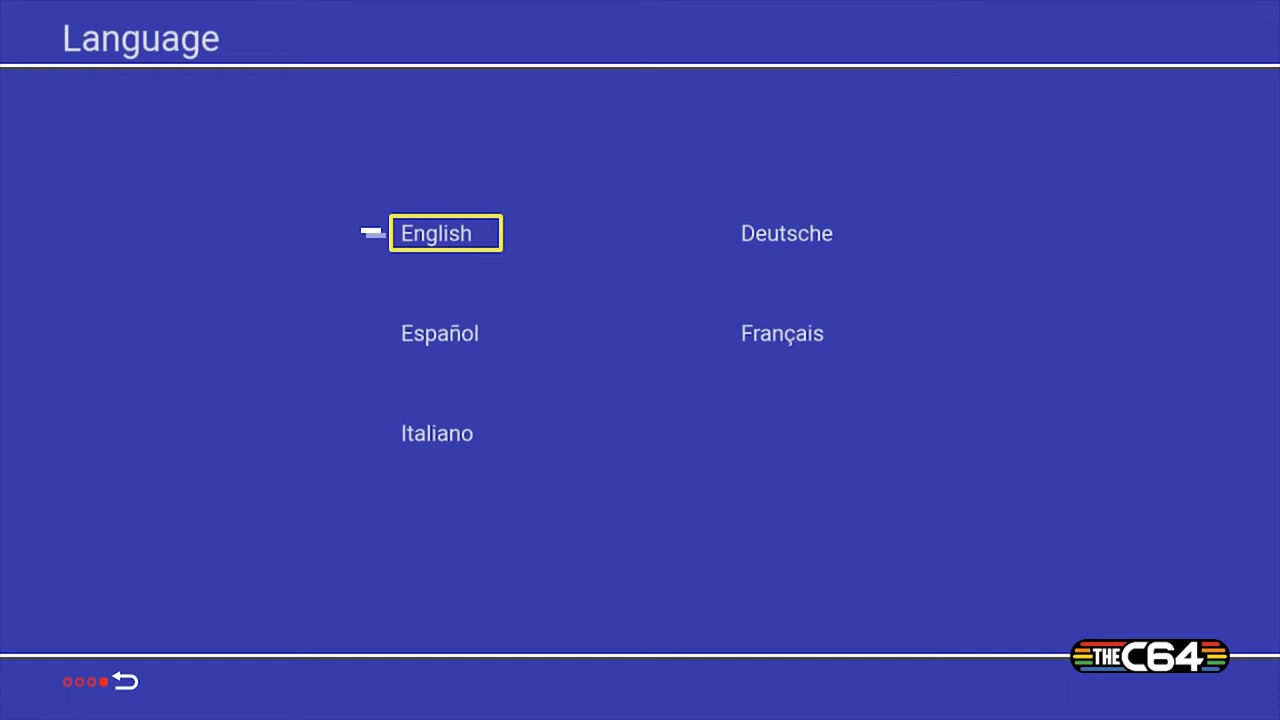 Language
English
Deutsche
Español
Français
Italiano
THEC64